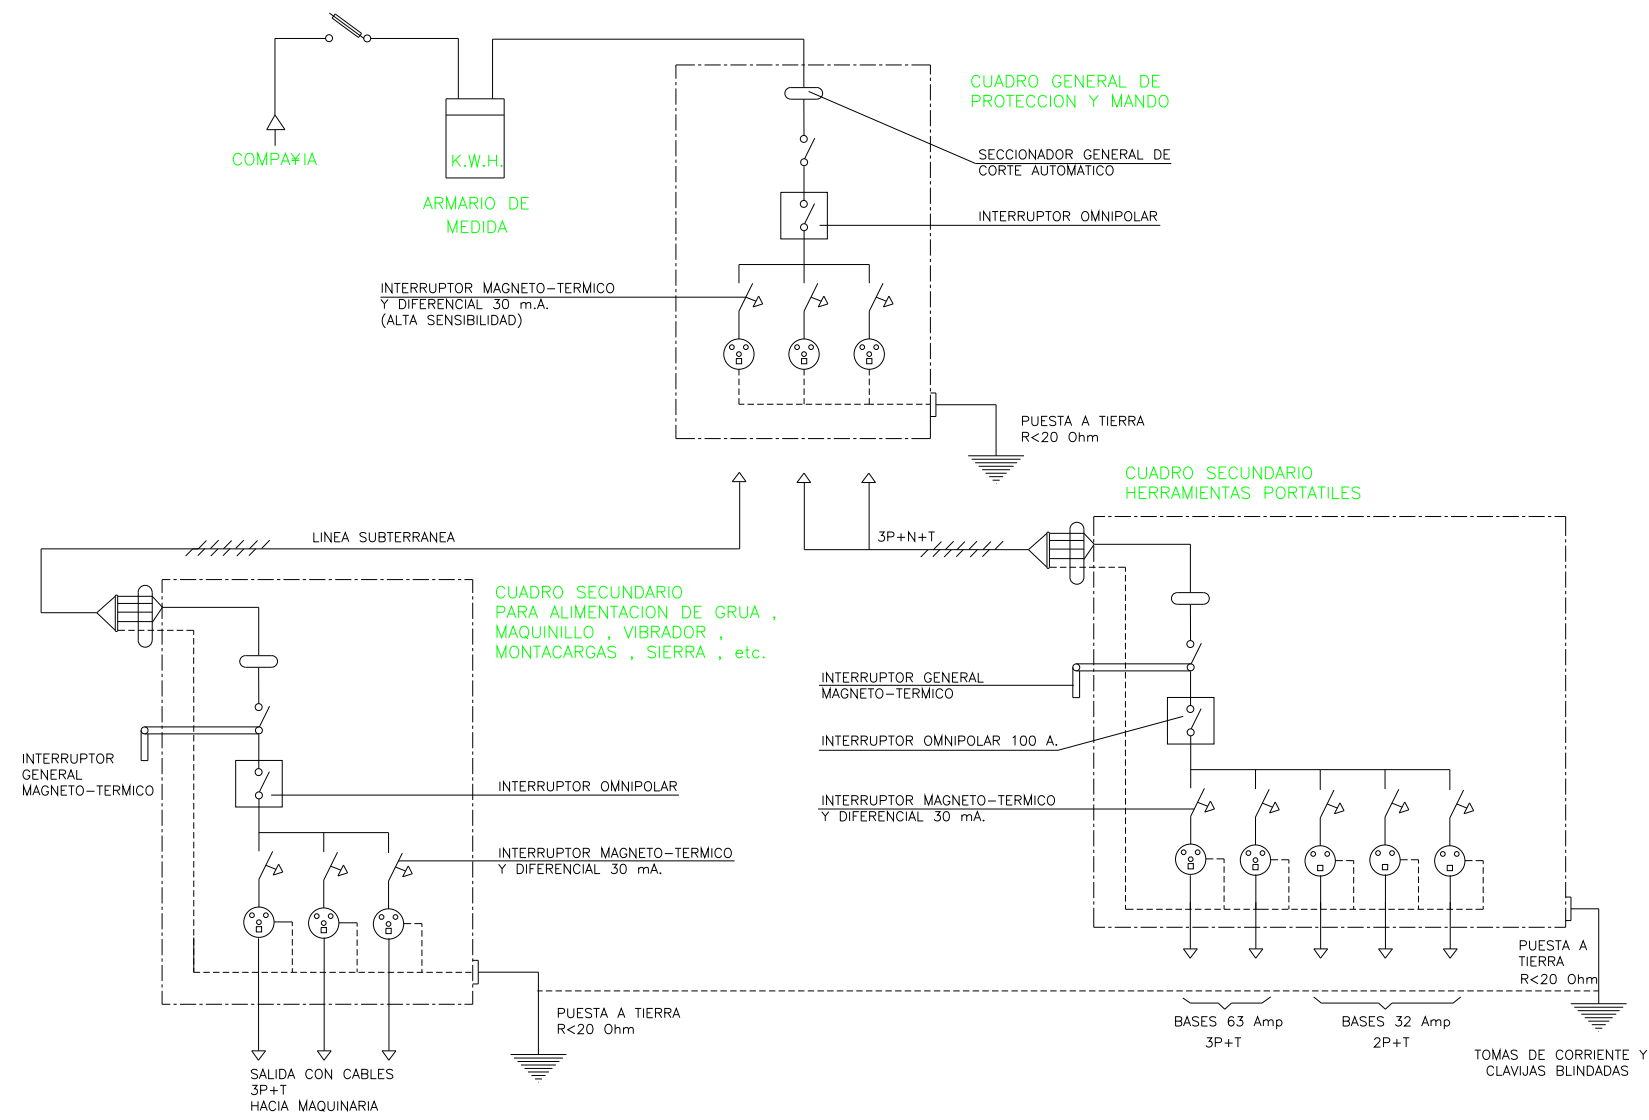 CUADRO GENERAL DE
PROTECCION Y MANDO
COMPA¥IA
K.W.H.
ARMARIO DE
MEDIDA
SECCIONADOR GENERAL DE
CORTE AUTOMATICO
INTERRUPTOR OMNIPOLAR
INTERRUPTOR MAGNETO-TERMICO
Y DIFERENCIAL 30 m.A.
(ALTA SENSIBILIDAD)
PUESTA A TIERRA
R<20 Ohm
CUADRO SECUNDARIO
HERRAMIENTAS PORTATILES
LINEA SUBTERRANEA
3P+N+T
CUADRO SECUNDARIO
PARA ALIMENTACION DE GRUA ,
MAQUINILLO , VIBRADOR ,
MONTACARGAS , SIERRA , etc.
INTERRUPTOR GENERAL
MAGNETO-TERMICO
INTERRUPTOR OMNIPOLAR 100 A.
INTERRUPTOR
GENERAL
MAGNETO-TERMICO
INTERRUPTOR OMNIPOLAR
INTERRUPTOR MAGNETO-TERMICO
Y DIFERENCIAL 30 mA.
INTERRUPTOR MAGNETO-TERMICO
Y DIFERENCIAL 30 mA.
PUESTA A
TIERRA
R<20 Ohm
PUESTA A TIERRA
R<20 Ohm
BASES 63 Amp
3P+T
BASES 32 Amp
2P+T
TOMAS DE CORRIENTE Y
CLAVIJAS BLINDADAS
SALIDA CON CABLES
3P+T
HACIA MAQUINARIA